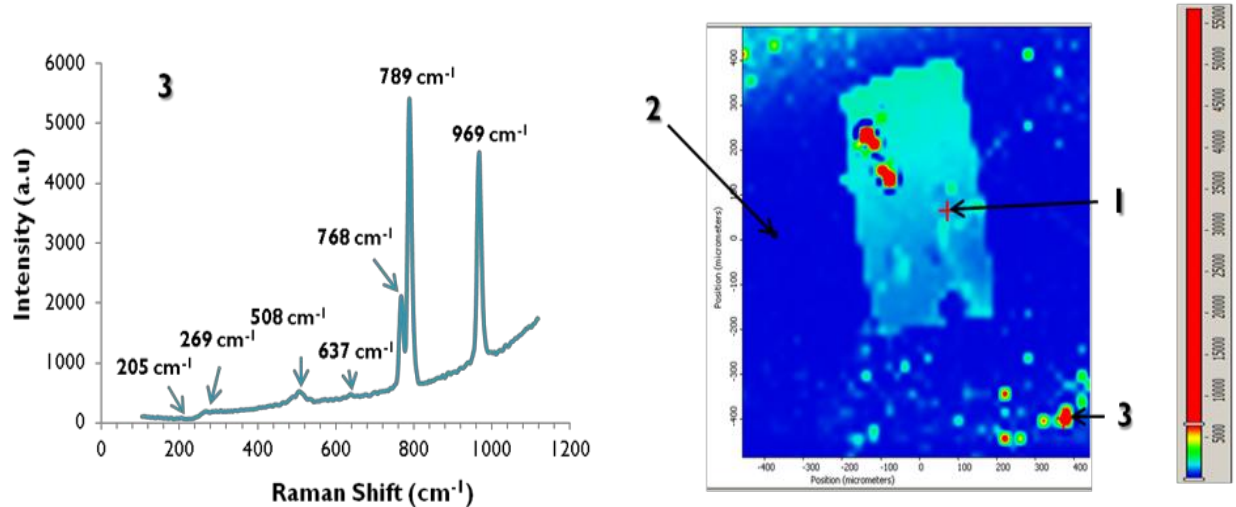 3
6000
5000
4000
3000
2000
1000
0
Intensity (a.u)
789 cm-1
969 cm-1
768 cm-1
508 cm-1
637 cm-1
269 cm-1
205 cm-1
0 200 400 600 800 1000 1200
Raman Shift (cm-1)
2
1
3
400
300
200
100
0
-100
-200
-300
-400
Position (micrometers)
-400 -300 -200 -100 0 100 200 300 400
Position (micrometers)
55000
50000
45000
40000
35000
30000
25000
20000
15000
10000
5000